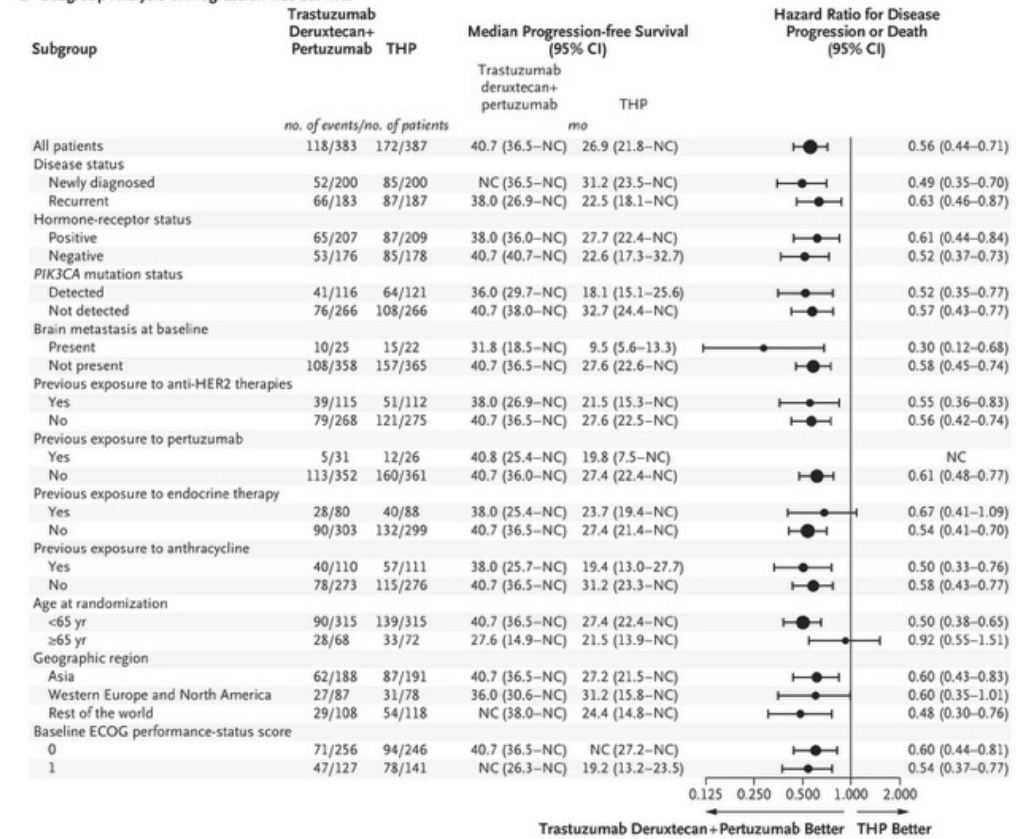 Trastuzumab Deruxtecan+ Pertuzumab THP Median Progression-free Survival (95% CI) Hazard Ratio for Disease Progression or Death (95% CI)
Subgroup
Trastuzumab deruxtecan+ pertuzumab THP
no. of events/no. of patients mo
All patients 118/383 172/387 40.7 (36.5–NC) 26.9 (21.8–NC) 0.56 (0.44–0.71)
Disease status
Newly diagnosed 52/200 85/200 NC (36.5–NC) 31.2 (23.5–NC) 0.49 (0.35–0.70)
Recurrent 66/183 87/187 38.0 (26.9–NC) 22.5 (18.1–NC) 0.63 (0.46–0.87)
Hormone-receptor status
Positive 65/207 87/209 38.0 (36.0–NC) 27.7 (22.4–NC) 0.61 (0.44–0.84)
Negative 53/176 85/178 40.7 (40.7–NC) 22.6 (17.3–32.7) 0.52 (0.37–0.73)
PIK3CA mutation status
Detected 41/116 64/121 36.0 (29.7–NC) 18.1 (15.1–25.6) 0.52 (0.35–0.77)
Not detected 76/266 108/266 40.7 (38.0–NC) 32.7 (24.4–NC) 0.57 (0.43–0.77)
Brain metastasis at baseline
Present 10/25 15/22 31.8 (18.5–NC) 9.5 (5.6–13.3) 0.30 (0.12–0.68)
Not present 108/358 157/365 40.7 (36.5–NC) 27.6 (22.6–NC) 0.58 (0.45–0.74)
Previous exposure to anti-HER2 therapies
Yes 39/115 51/112 38.0 (26.9–NC) 21.5 (15.3–NC) 0.55 (0.36–0.83)
No 79/268 121/275 40.7 (36.5–NC) 27.6 (22.5–NC) 0.56 (0.42–0.74)
Previous exposure to pertuzumab
Yes 5/31 12/26 40.8 (25.4–NC) 19.8 (7.5–NC) NC
No 113/352 160/361 40.7 (36.0–NC) 27.4 (22.4–NC) 0.61 (0.48–0.77)
Previous exposure to endocrine therapy
Yes 28/80 40/88 38.0 (25.4–NC) 23.7 (19.4–NC) 0.67 (0.41–1.09)
No 90/303 132/299 40.7 (36.5–NC) 27.4 (21.4–NC) 0.54 (0.41–0.70)
Previous exposure to anthracycline
Yes 40/110 57/111 38.0 (25.7–NC) 19.4 (13.0–27.7) 0.50 (0.33–0.76)
No 78/273 115/276 40.7 (36.5–NC) 31.2 (23.3–NC) 0.58 (0.43–0.77)
Age at randomization
<65 yr 90/315 139/315 40.7 (36.5–NC) 27.4 (22.4–NC) 0.50 (0.38–0.65)
≥65 yr 28/68 33/72 27.6 (14.9–NC) 21.5 (13.9–NC) 0.92 (0.55–1.51)
Geographic region
Asia 62/188 87/191 40.7 (36.5–NC) 27.2 (21.5–NC) 0.60 (0.43–0.83)
Western Europe and North America 27/87 31/78 36.0 (30.6–NC) 31.2 (15.8–NC) 0.60 (0.35–1.01)
Rest of the world 29/108 54/118 NC (38.0–NC) 24.4 (14.8–NC) 0.48 (0.30–0.76)
Baseline ECOG performance-status score
0 71/256 94/246 40.7 (36.5–NC) NC (27.2–NC) 0.60 (0.44–0.81)
1 47/127 78/141 NC (26.3–NC) 19.2 (13.2–23.5) 0.54 (0.37–0.77)
0.125 0.250 0.500 1.000 2.000
Trastuzumab Deruxtecan+Pertuzumab Better THP Better